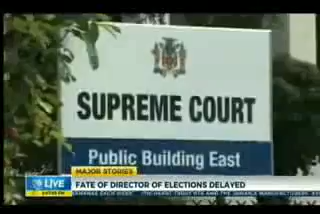 SUPREME COURT
Public Building East
MAJOR STORIES
LIVE
FATE OF DIRECTOR OF ELECTIONS DELAYED